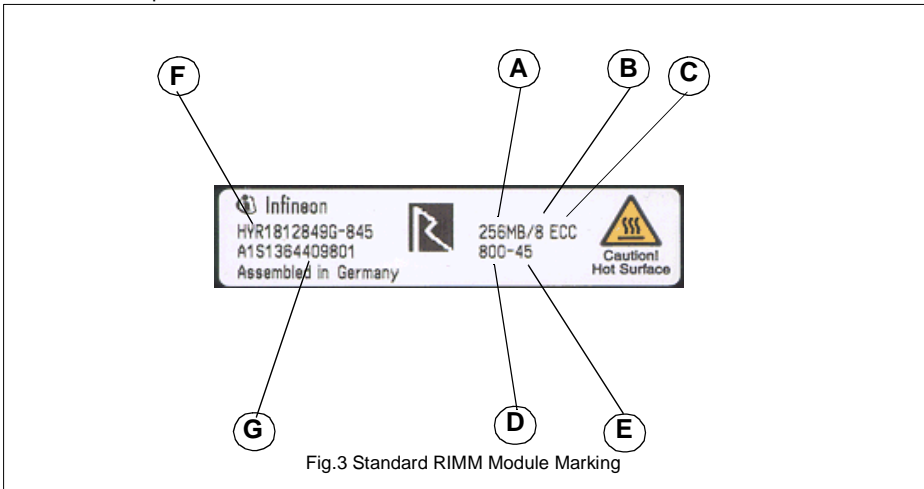 F
A
B
C
Infineon
HYR1812849G-845
A1S1364409801
Assembled in Germany
256MB/8 ECC
800-45
Caution!
Hot Surface
G
D
E
Fig.3 Standard RIMM Module Marking